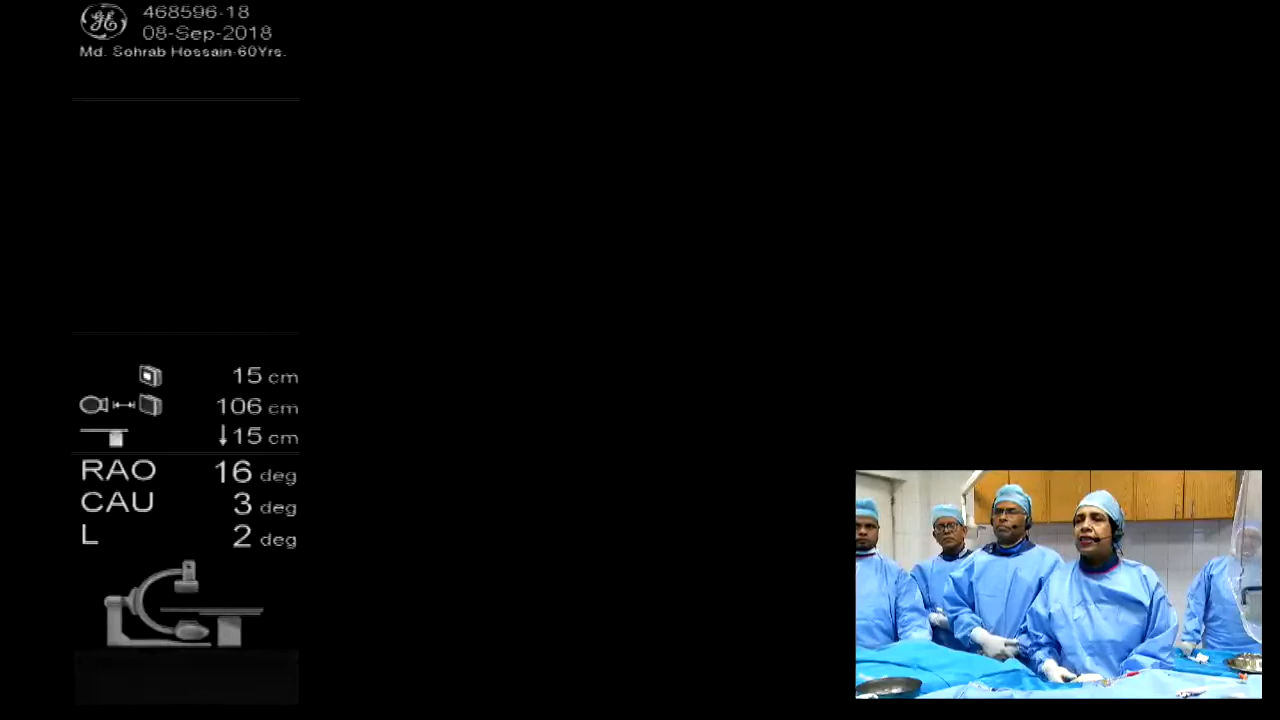 468596-18
08-Sep-2018
Md. Sohrab Hossain-60Yrs.
15 cm
106 cm
↓15 cm
RAO 16 deg
CAU 3 deg
L 2 deg